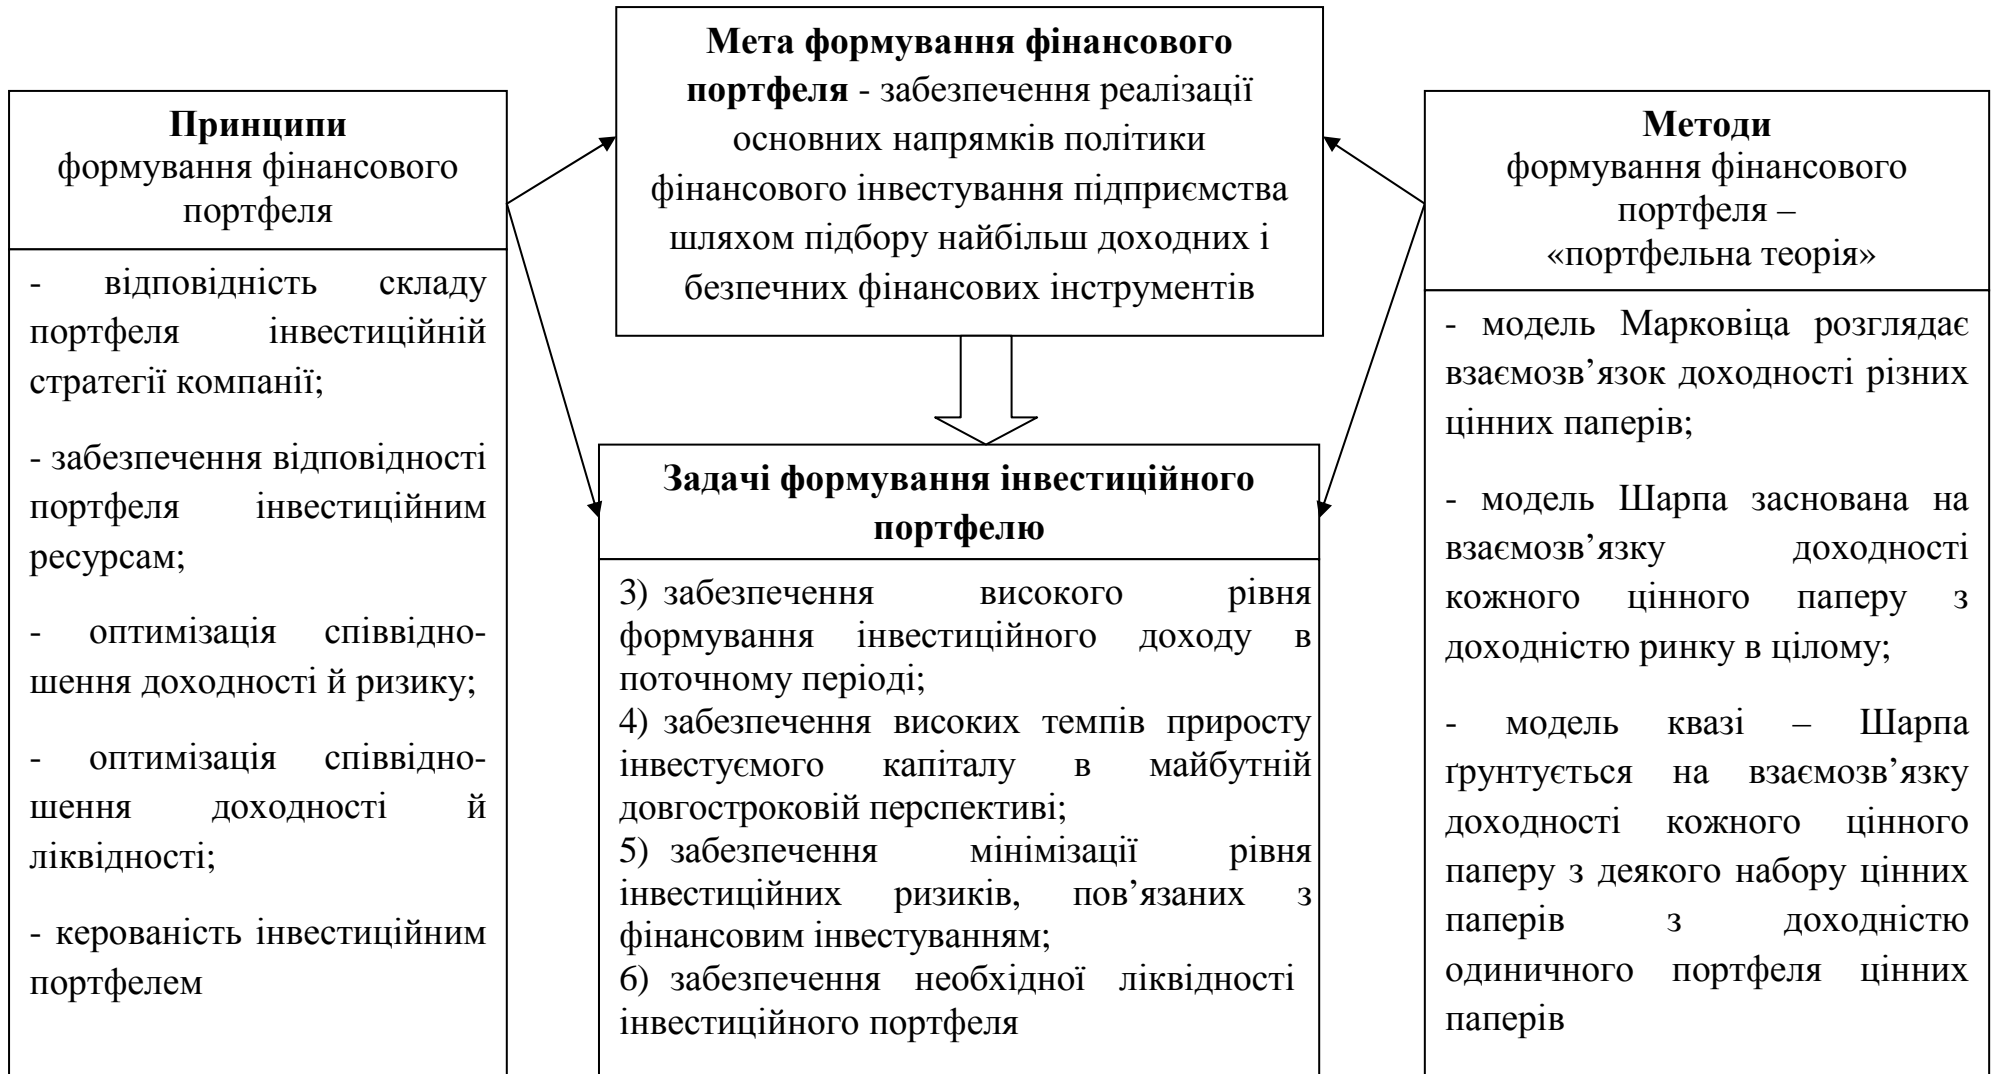 Мета формування фінансового
портфеля - забезпечення реалізації
основних напрямків політики
фінансового інвестування підприємства
шляхом підбору найбільш доходних і
безпечних фінансових інструментів
Принципи
формування фінансового
портфеля
- відповідність складу
портфеля інвестиційній
стратегії компанії;
- забезпечення відповідності
портфеля інвестиційним
ресурсам;
- оптимізація співвідно-
шення доходності й ризику;
- оптимізація співвідно-
шення доходності й
ліквідності;
- керованість інвестиційним
портфелем
Задачі формування інвестиційного
портфелю
3) забезпечення високого рівня
формування інвестиційного доходу в
поточному періоді;
4) забезпечення високих темпів приросту
інвестуємого капіталу в майбутній
довгостроковій перспективі;
5) забезпечення мінімізації рівня
інвестиційних ризиків, пов’язаних з
фінансовим інвестуванням;
6) забезпечення необхідної ліквідності
інвестиційного портфеля
Методи
формування фінансового
портфеля –
«портфельна теорія»
- модель Марковіца розглядає
взаємозв’язок доходності різних
цінних паперів;
- модель Шарпа заснована на
взаємозв’язку доходності
кожного цінного паперу з
доходністю ринку в цілому;
- модель квазі – Шарпа
ґрунтується на взаємозв’язку
доходності кожного цінного
паперу з деякого набору цінних
паперів з доходністю
одиничного портфеля цінних
паперів